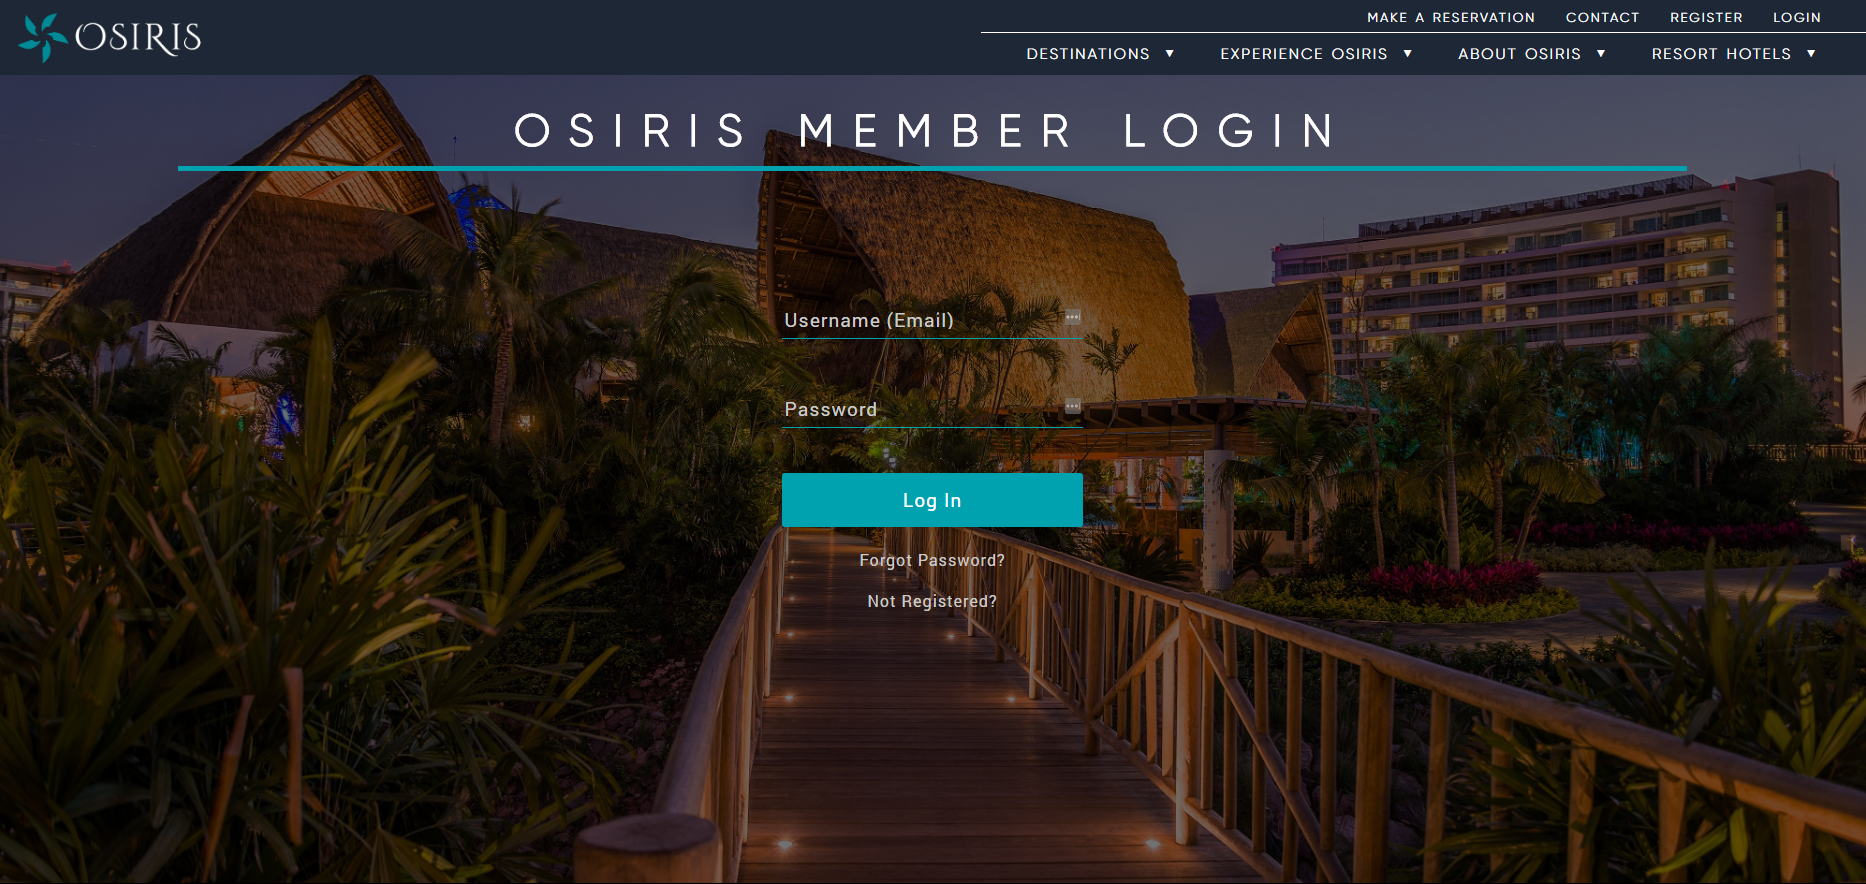 OSIRIS
MAKE A RESERVATION CONTACT REGISTER LOGIN
DESTINATIONS ▼ EXPERIENCE OSIRIS ▼ ABOUT OSIRIS ▼ RESORT HOTELS ▼
OSIRIS MEMBER LOGIN
Username (Email)
Password
Log In
Forgot Password?
Not Registered?